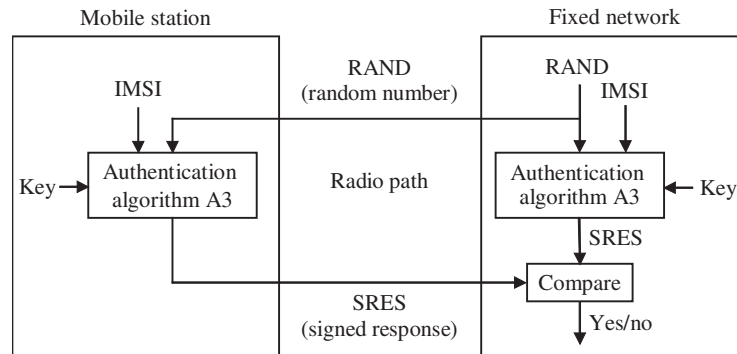 Mobile station
Fixed network
RAND
(random number)
RAND
IMSI
IMSI
Authentication
algorithm A3
Key
Radio path
Authentication
algorithm A3
Key
SRES
Compare
SRES
(signed response)
Yes/no